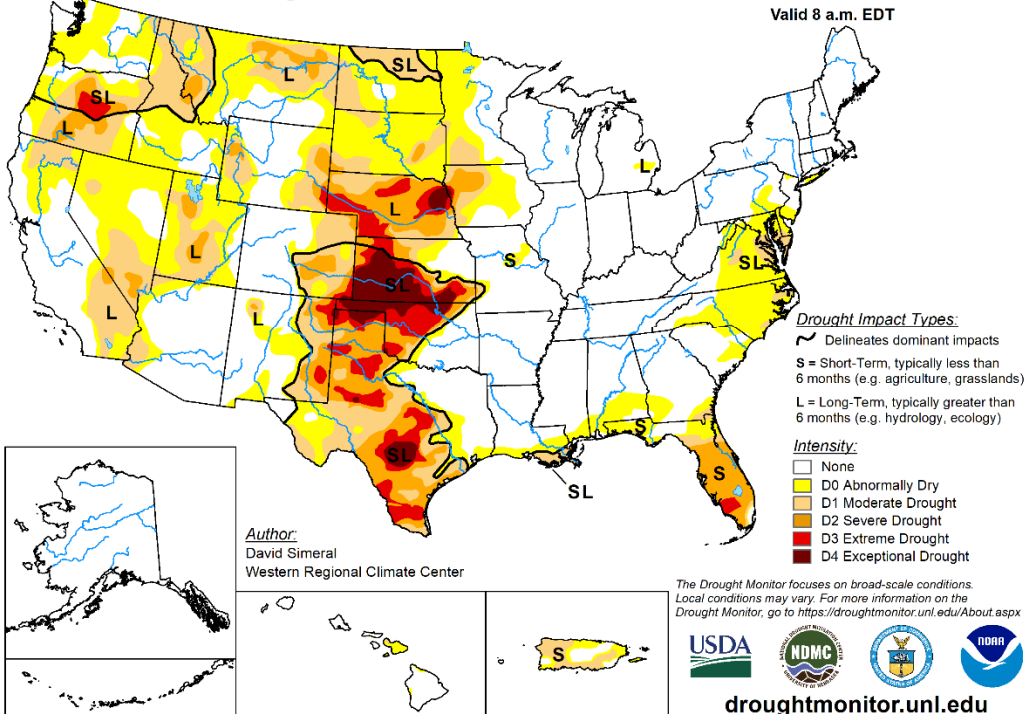 Valid 8 a.m. EDT
SL
L
SL
L
L
L
SL
S
L
SL
L
L
SL
S
S
SL
S
Drought Impact Types:
Delineates dominant impacts
S = Short-Term, typically less than
6 months (e.g. agriculture, grasslands)
L = Long-Term, typically greater than
6 months (e.g. hydrology, ecology)
Intensity:
None
D0 Abnormally Dry
D1 Moderate Drought
D2 Severe Drought
D3 Extreme Drought
D4 Exceptional Drought
Author:
David Simeral
Western Regional Climate Center
The Drought Monitor focuses on broad-scale conditions.
Local conditions may vary. For more information on the
Drought Monitor, go to https://droughtmonitor.unl.edu/About.aspx
USDA
NDMC
NOAA
droughtmonitor.unl.edu